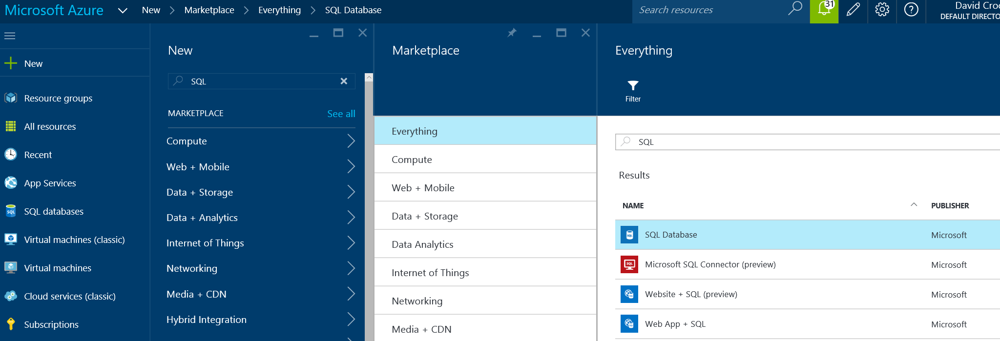 Microsoft Azure
New
Marketplace
Everything
SQL Database
Search resources
31
David Cro
DEFAULT DIRECTO
New
Resource groups
All resources
Recent
App Services
SQL databases
Virtual machines (classic)
Virtual machines
Cloud services (classic)
Subscriptions
New
SQL
MARKETPLACE
See all
Compute
Web + Mobile
Data + Storage
Data + Analytics
Internet of Things
Networking
Media + CDN
Hybrid Integration
Marketplace
Everything
Compute
Web + Mobile
Data + Storage
Data Analytics
Internet of Things
Networking
Media + CDN
Everything
Filter
SQL
Results
NAME PUBLISHER
SQL Database Microsoft
Microsoft SQL Connector (preview) Microsoft
Website + SQL (preview) Microsoft
Web App + SQL Microsoft